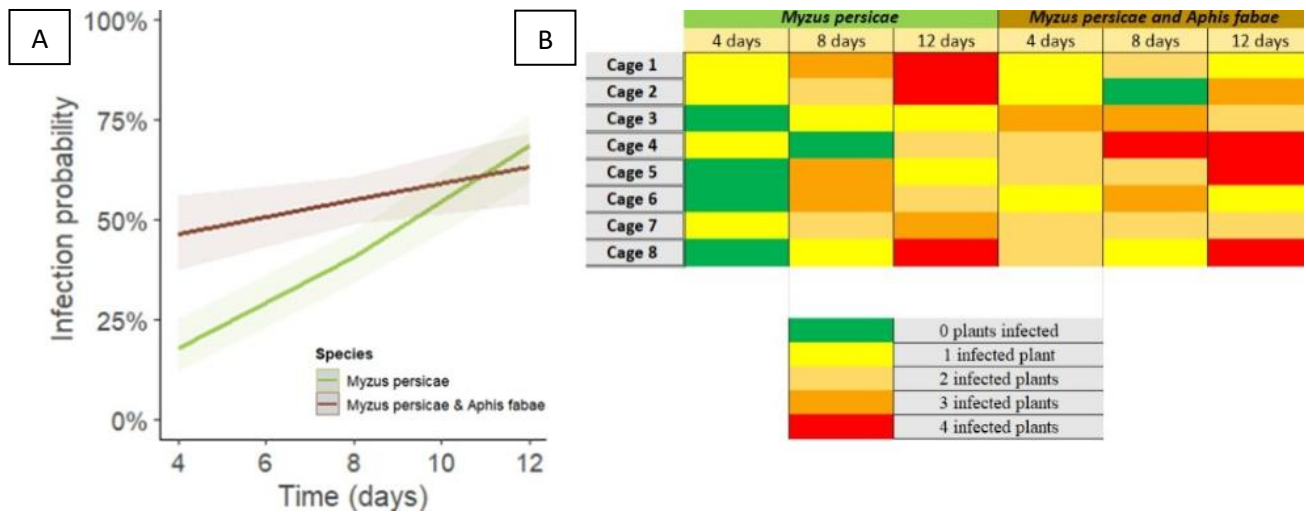 A
100%
75%
50%
25%
0%
Infection probability
4 6 8 10 12
Time (days)
Species
Myzus persicae
Myzus persicae & Aphis fabae
B
Myzus persicae Myzus persicae and Aphis fabae
4 days 8 days 12 days 4 days 8 days 12 days
Cage 1
Cage 2
Cage 3
Cage 4
Cage 5
Cage 6
Cage 7
Cage 8
0 plants infected
1 infected plant
2 infected plants
3 infected plants
4 infected plants